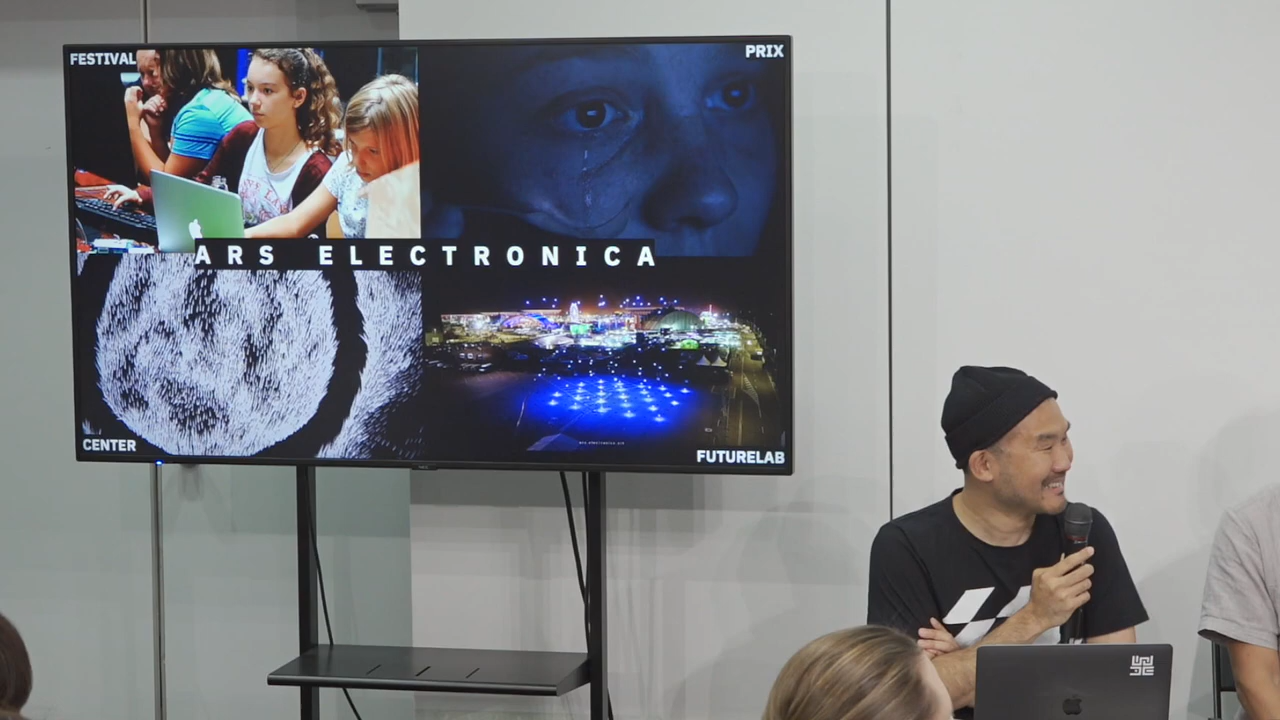 FESTIVAL
PRIX
ARS ELECTRONICA
CENTER
FUTURELAB